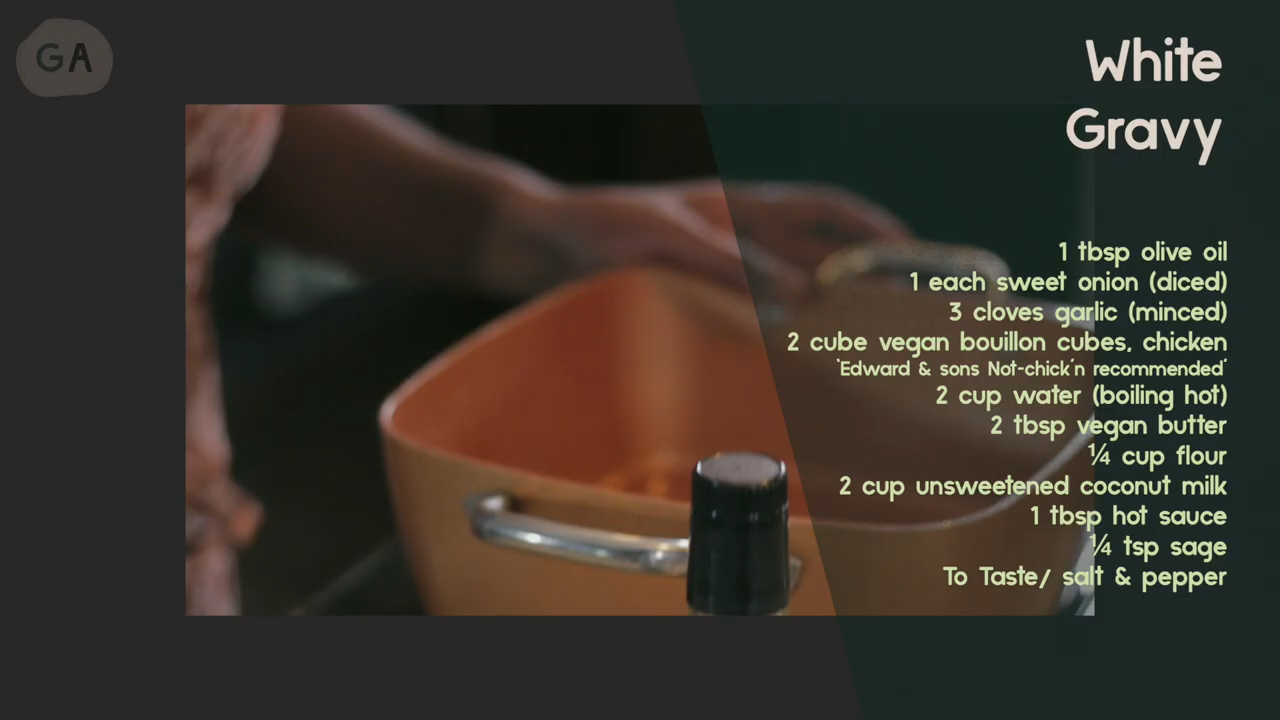 GA
White
Gravy
1 tbsp olive oil
1 each sweet onion (diced)
3 cloves garlic (minced)
2 cube vegan bouillon cubes, chicken
'Edward & sons Not-chick'n recommended'
2 cup water (boiling hot)
2 tbsp vegan butter
¼ cup flour
2 cup unsweetened coconut milk
1 tbsp hot sauce
¼ tsp sage
To Taste/ salt & pepper